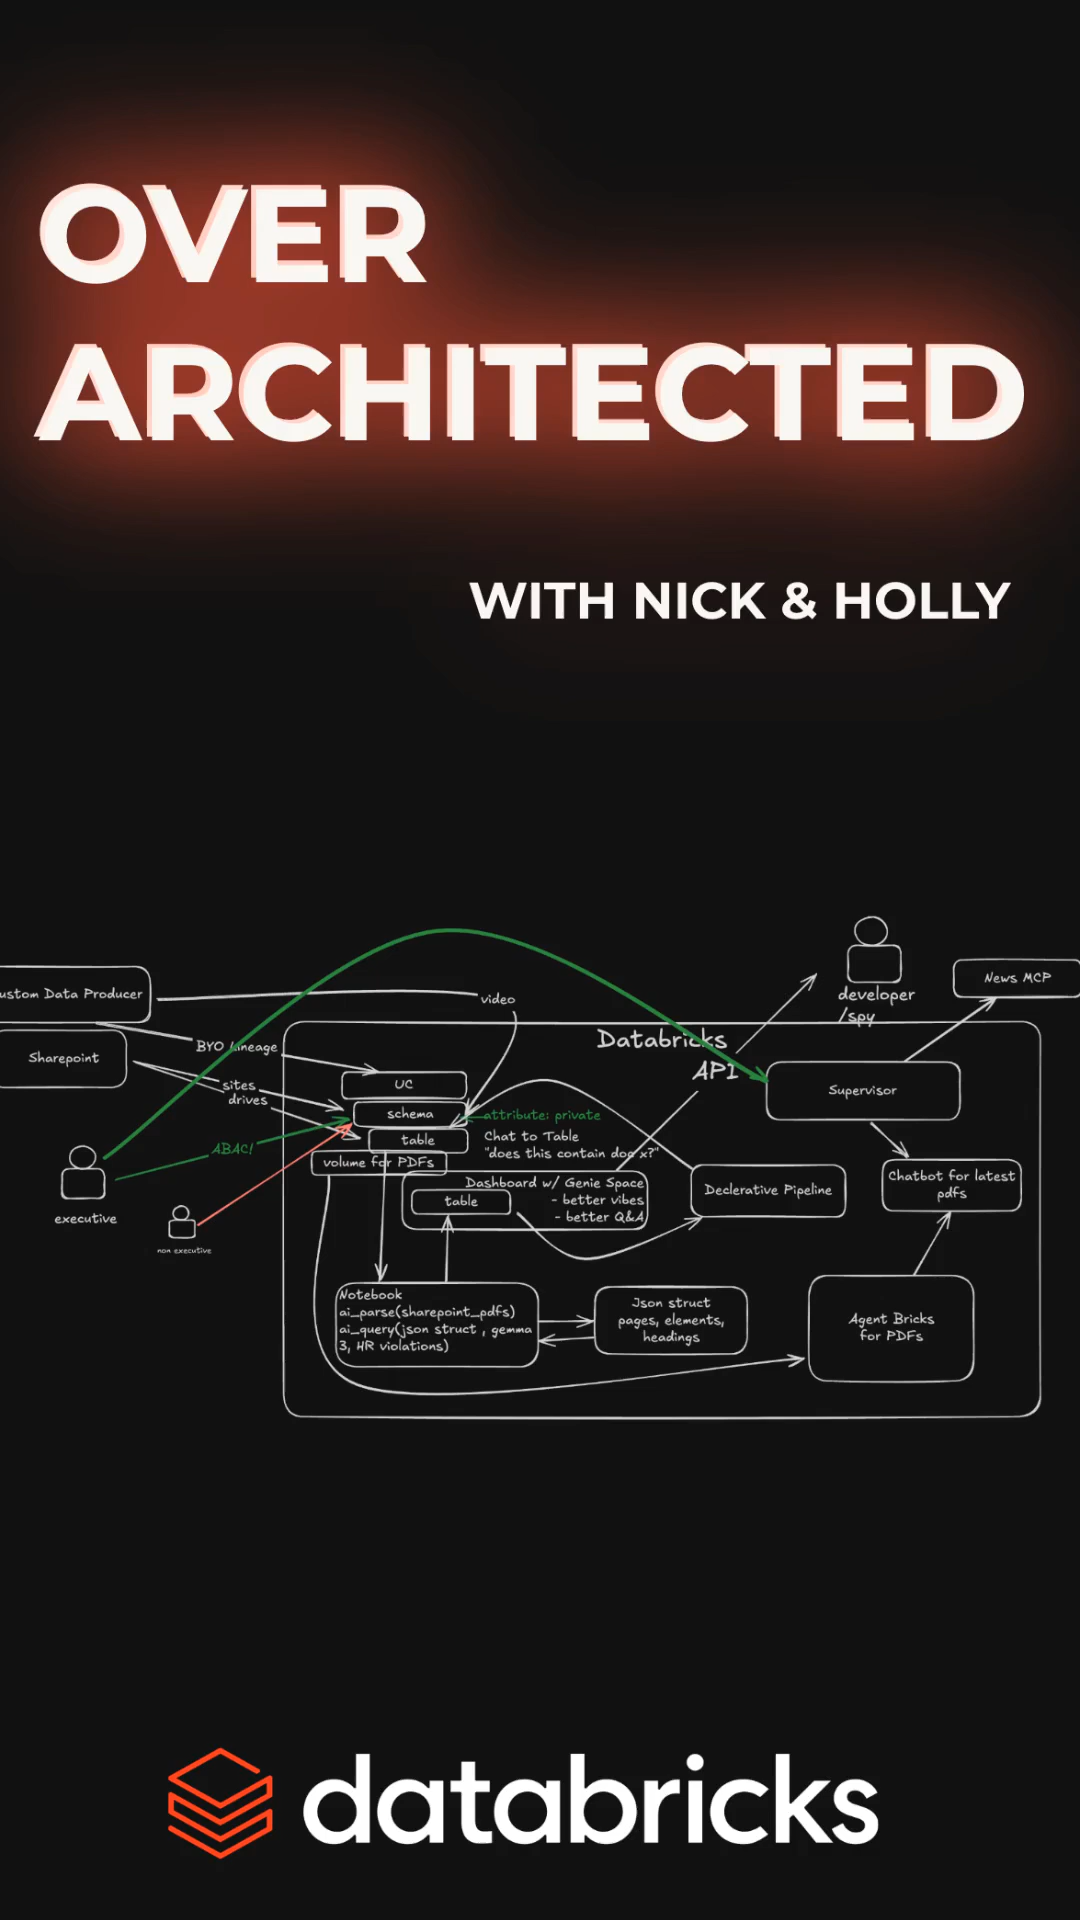 OVER
ARCHITECTED
WITH NICK & HOLLY
ustom Data Producer
Sharepoint
video
BYO lineage
sites
drives
ABAC!
executive
non executive
developer
/spy
News MCP
Databricks
API
UC
schema
table
volume for PDFs
attribute: private
Chat to Table
"does this contain doc x?"
Dashboard w/ Genie Space
- better vibes
- better Q&A
table
Declerative Pipeline
Supervisor
Chatbot for latest
pdfs
Notebook
ai_parse(sharepoint_pdfs)
ai_query(json struct , gemma
3, HR violations)
Json struct
pages, elements,
headings
Agent Bricks
for PDFs
databricks